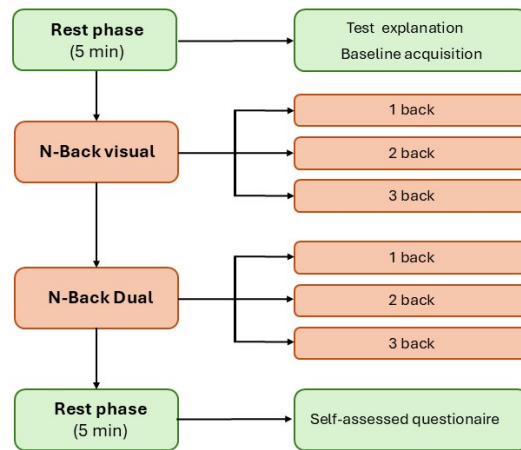 Rest phase
(5 min)
Test explanation
Baseline acquisition
N-Back visual
1 back
2 back
3 back
N-Back Dual
1 back
2 back
3 back
Rest phase
(5 min)
Self-assessed questionaire